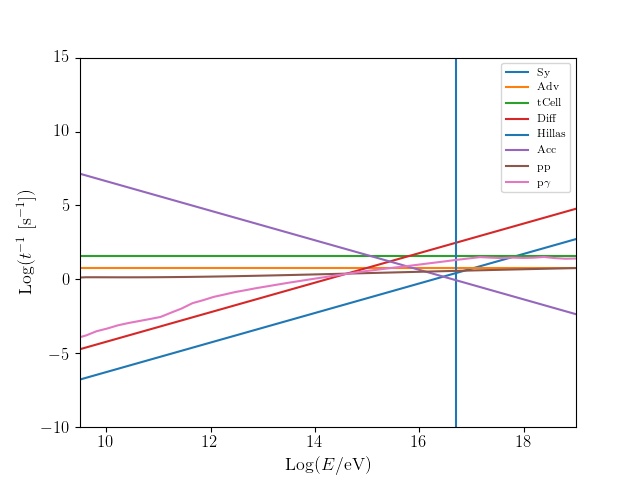 15
10
5
0
−5
−10
Log(t⁻¹ [s⁻¹])
10 12 14 16 18
Log(E/eV)
Sy
Adv
tCell
Diff
Hillas
Acc
pp
pγ